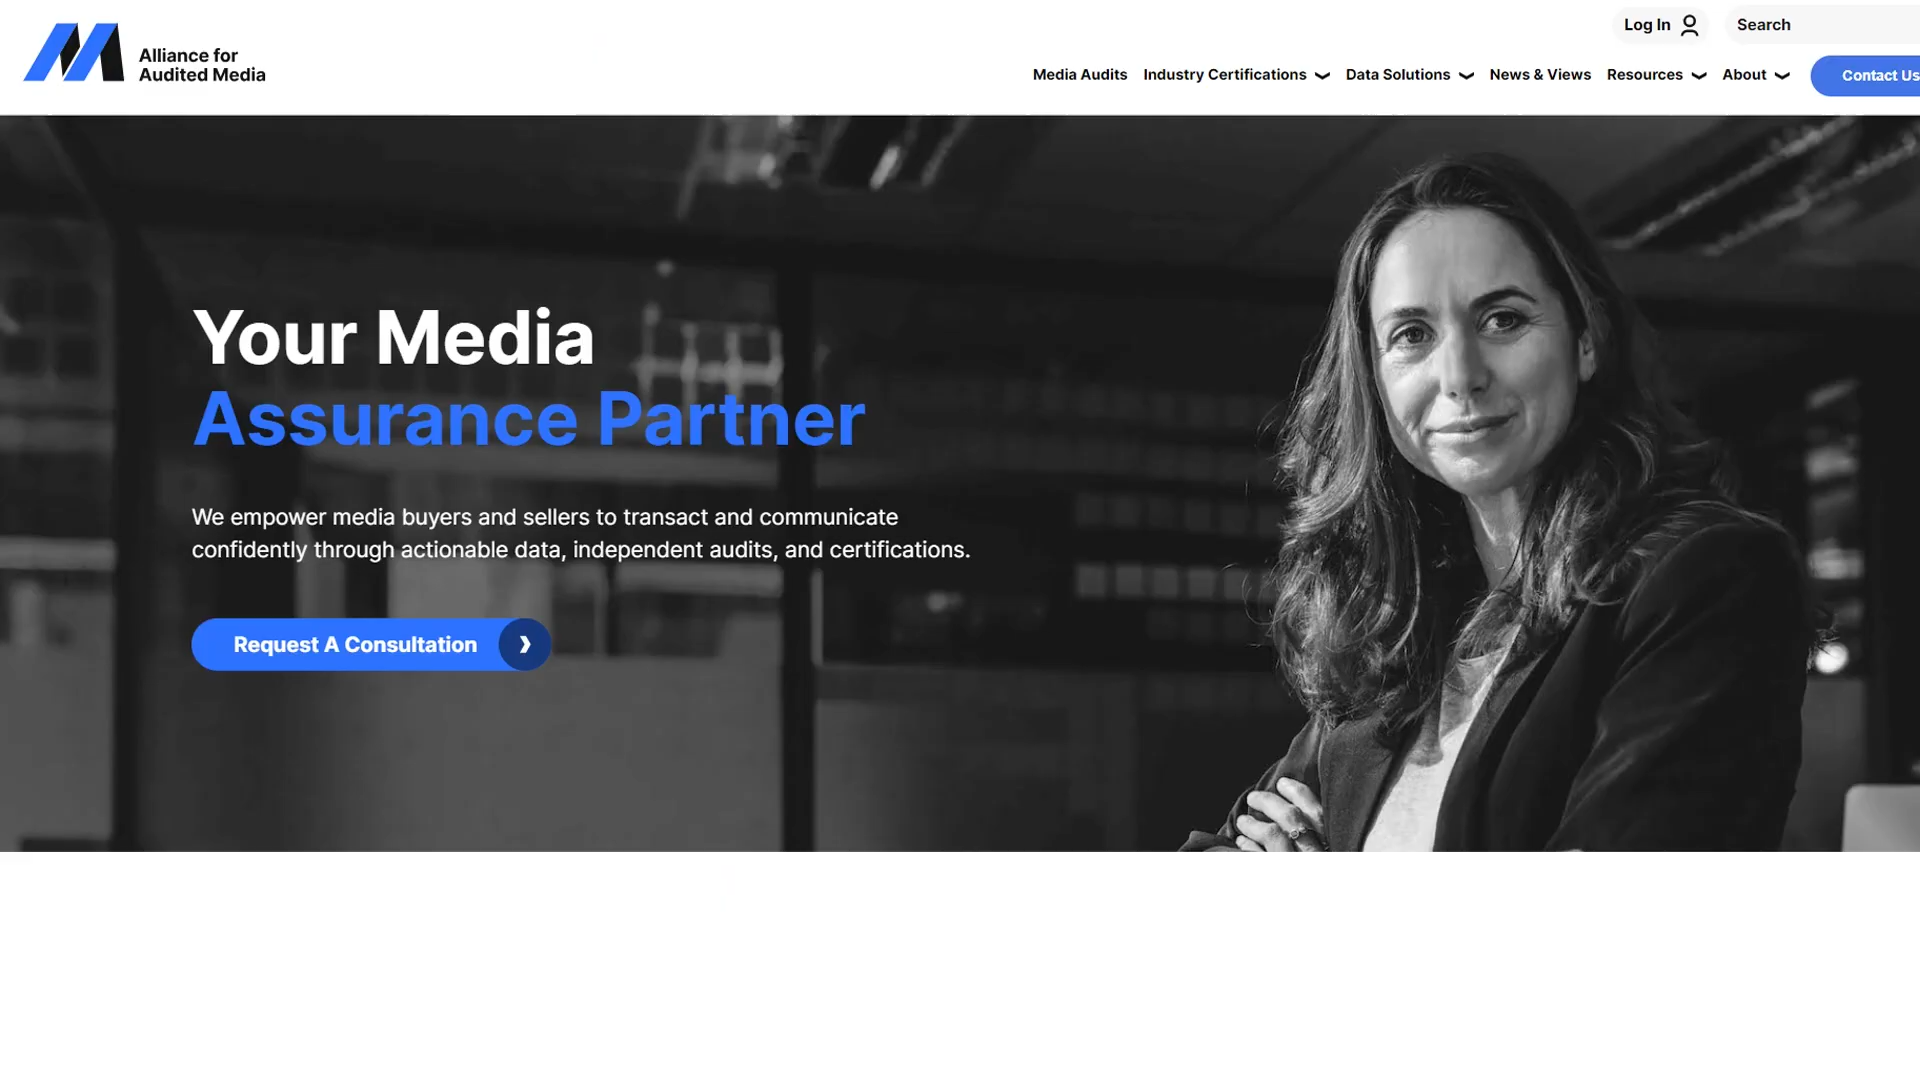 Log In
Search
Alliance for
Audited Media
Media Audits
Industry Certifications
Data Solutions
News & Views
Resources
About
Contact Us
Your Media
Assurance Partner
We empower media buyers and sellers to transact and communicate
confidently through actionable data, independent audits, and certifications.
Request A Consultation